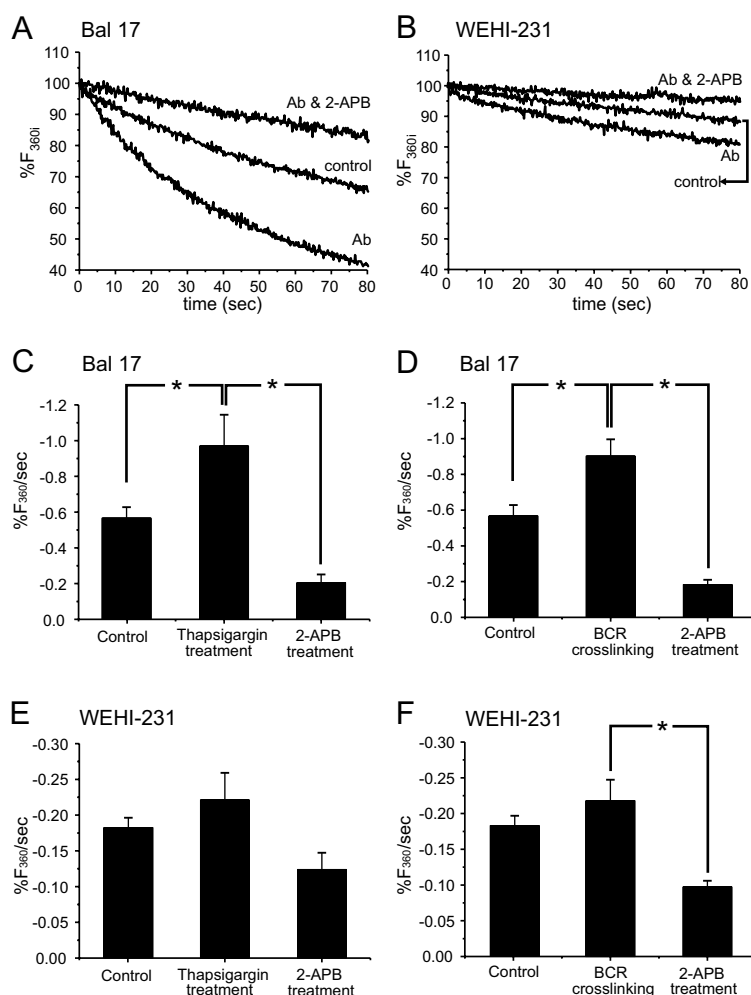 A Bal 17
110
100
90
80
70
60
50
40
%F360i
0 10 20 30 40 50 60 70 80
time (sec)
Ab & 2-APB
control
Ab
B WEHI-231
110
100
90
80
70
60
50
40
%F360i
0 10 20 30 40 50 60 70 80
time (sec)
Ab & 2-APB
Ab
control
C Bal 17
* *
-1.2
-1.0
-0.8
-0.6
-0.4
-0.2
0.0
%F360/sec
Control Thapsigargin treatment 2-APB treatment
D Bal 17
* *
-1.2
-1.0
-0.8
-0.6
-0.4
-0.2
0.0
%F360/sec
Control BCR crosslinking 2-APB treatment
E WEHI-231
-0.30
-0.25
-0.20
-0.15
-0.10
-0.05
0.00
%F360/sec
Control Thapsigargin treatment 2-APB treatment
F WEHI-231
*
-0.30
-0.25
-0.20
-0.15
-0.10
-0.05
0.00
%F360/sec
Control BCR crosslinking 2-APB treatment